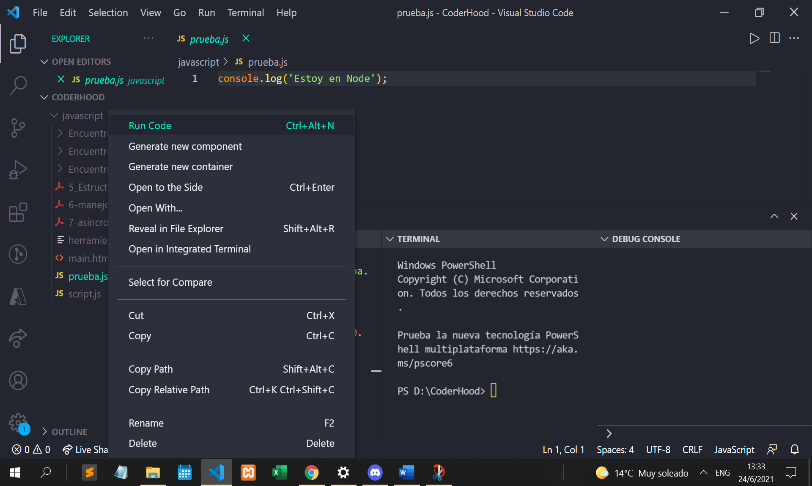 File Edit Selection View Go Run Terminal Help
prueba.js - CoderHood - Visual Studio Code
EXPLORER
JS prueba.js
OPEN EDITORS
JS prueba.js javascript
CODERHOOD
javascript
Encuentr
Encuentr
Encuentr
5_Estruct
6-manejo
7-asincro
herramie
main.htm
JS prueba.js
JS script.js
OUTLINE
javascript > JS prueba.js
1 console.log("Estoy en Node");
Run Code Ctrl+Alt+N
Generate new component
Generate new container
Open to the Side Ctrl+Enter
Open With...
Reveal in File Explorer Shift+Alt+R
Open in Integrated Terminal
Select for Compare
Cut Ctrl+X
Copy Ctrl+C
Copy Path Shift+Alt+C
Copy Relative Path Ctrl+K Ctrl+Shift+C
Rename F2
Delete Delete
TERMINAL
Windows PowerShell
Copyright (C) Microsoft Corporati
on. Todos los derechos reservados
.
Prueba la nueva tecnología PowerS
hell multiplataforma https://aka.
ms/pscore6
PS D:\CoderHood>
DEBUG CONSOLE
1
0 0 Live Sha
Ln 1, Col 1 Spaces: 4 UTF-8 CRLF JavaScript
14°C Muy soleado ENG
13:33
24/6/2021